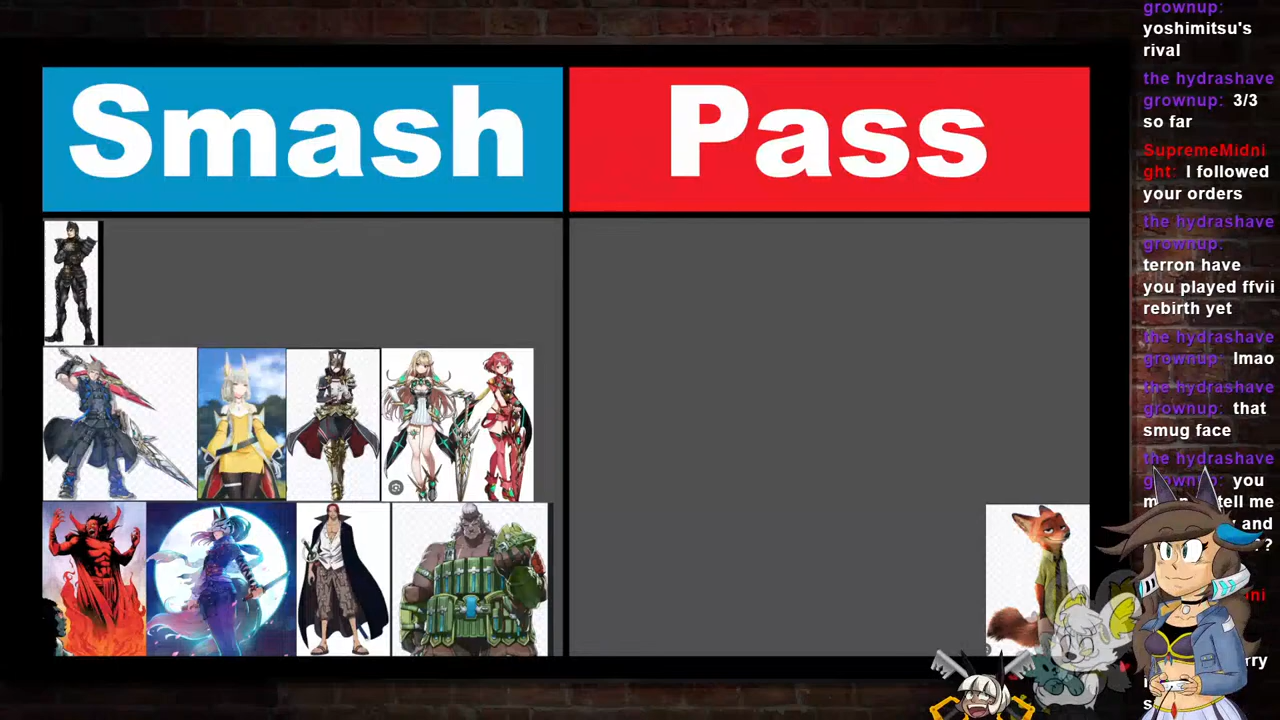 Smash
Pass
grownup:
yoshimitsu's
rival
the hydrashave
grownup: 3/3
so far
SupremeMidni
ght: I followed
your orders
the hydrashave
grownup:
terron have
you played ffvii
rebirth yet
the hydrashave
grownup: lmao
the hydrashave
grownup: that
smug face
the hydrashave
grownup: you
tell me
and
?